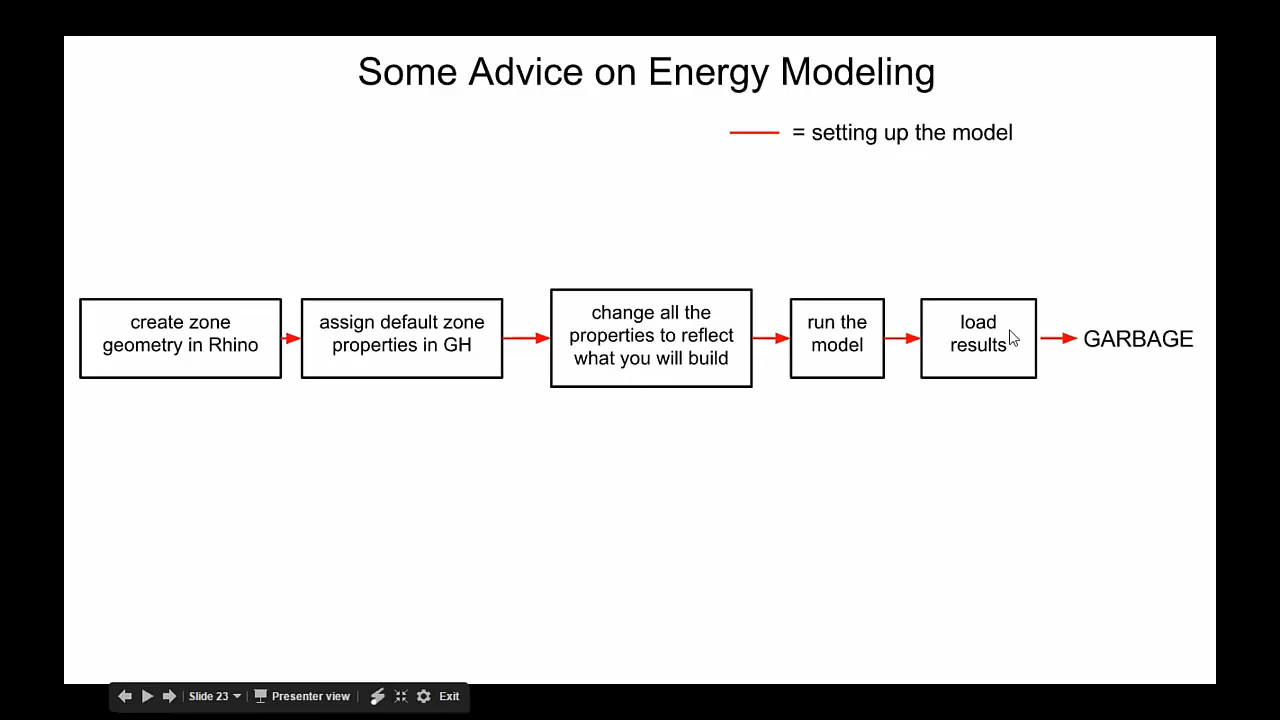 Some Advice on Energy Modeling
= setting up the model
create zone
geometry in Rhino
assign default zone
properties in GH
change all the
properties to reflect
what you will build
run the
model
load
results
GARBAGE
Slide 23
Presenter view
Exit